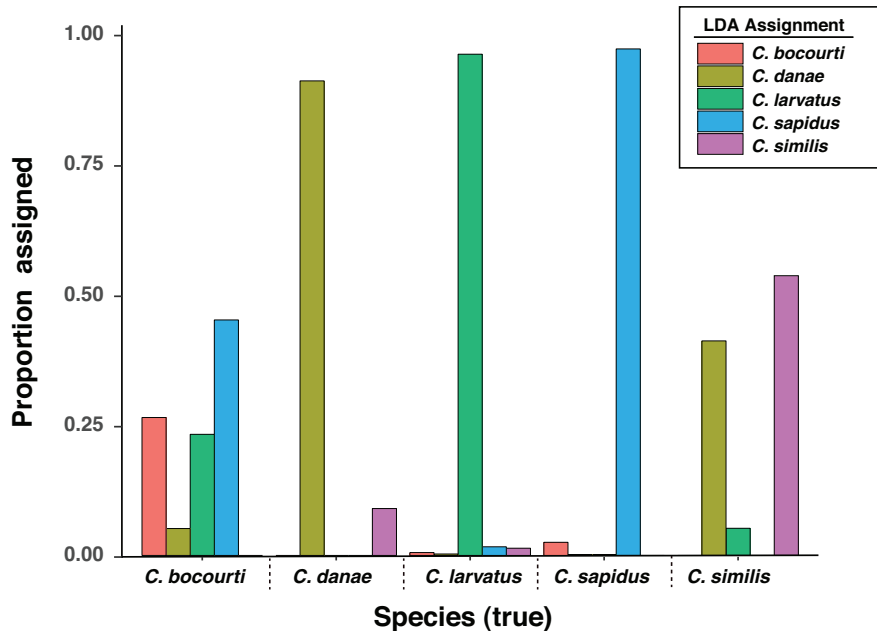 LDA Assignment
C. bocourti
C. danae
C. larvatus
C. sapidus
C. similis
Proportion assigned
1.00
0.75
0.50
0.25
0.00
C. bocourti
C. danae
C. larvatus
C. sapidus
C. similis
Species (true)